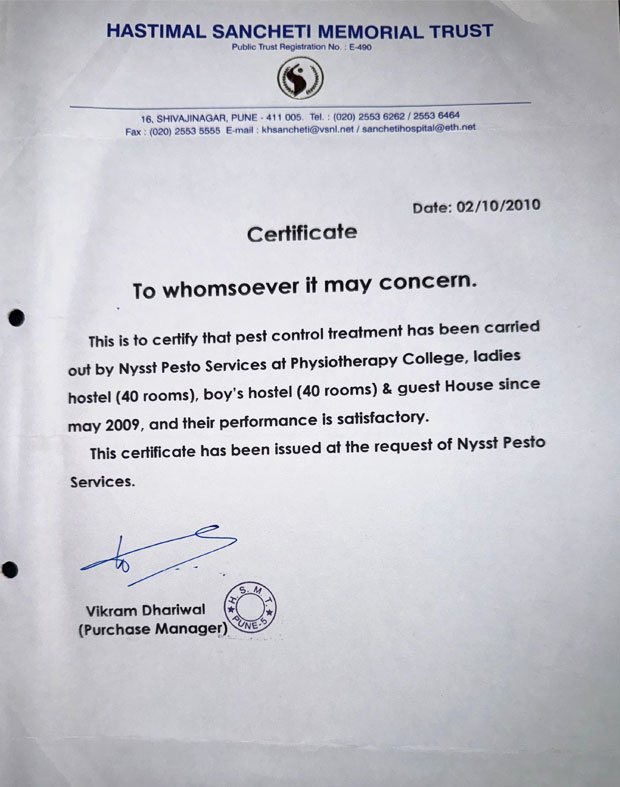 HASTIMAL SANCHETI MEMORIAL TRUST
Public Trust Registration No. : E-490
16, SHIVAJINAGAR, PUNE - 411 005. Tel. : (020) 2553 6262 / 2553 6464
Fax : (020) 2553 5555 E-mail : khsancheti@vsnl.net / sanchetihospital@eth.net
Date: 02/10/2010
Certificate
To whomsoever it may concern.
This is to certify that pest control treatment has been carried
out by Nysst Pesto Services at Physiotherapy College, ladies
hostel (40 rooms), boy's hostel (40 rooms) & guest House since
may 2009, and their performance is satisfactory.
This certificate has been issued at the request of Nysst Pesto
Services.
Vikram Dhariwal
(Purchase Manager)
H. S. M. T.
PUNE-5